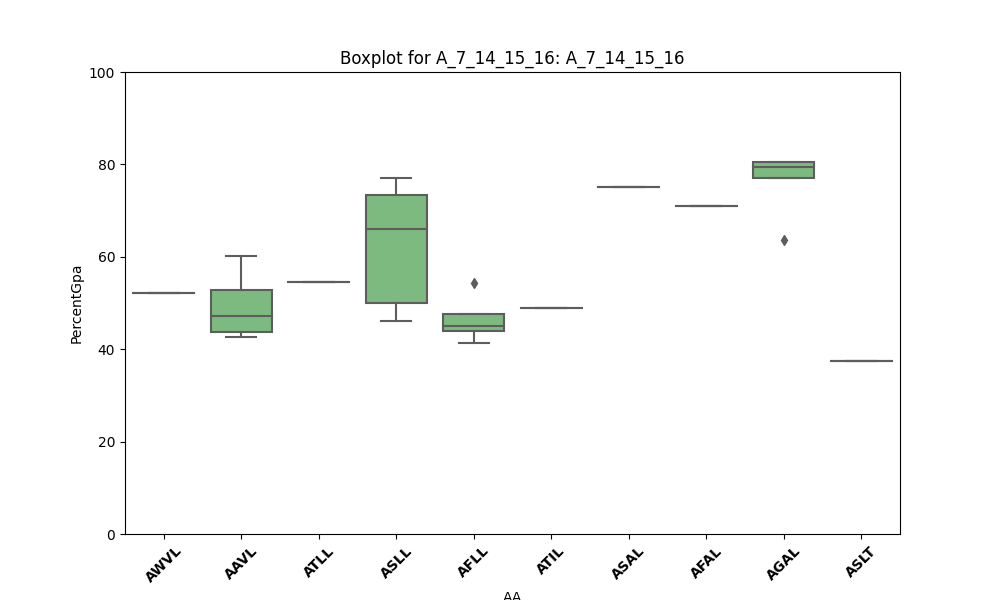 Boxplot for A_7_14_15_16: A_7_14_15_16
100
80
60
40
20
0
PercentGpa
AWVL
AAVL
ATLL
ASLL
AFLL
ATIL
ASAL
AFAL
AGAL
ASLT
AA